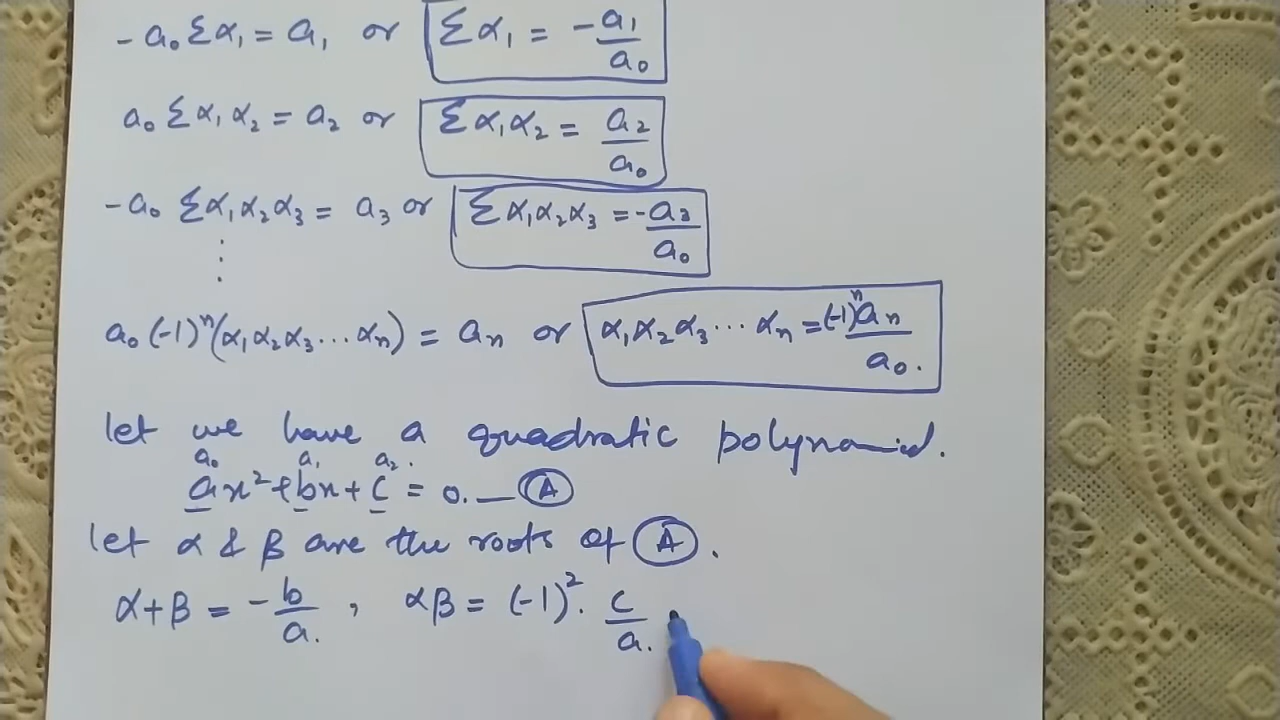 -a₀ Σα₁ = a₁ or Σα₁ = -a₁/a₀
a₀ Σα₁α₂ = a₂ or Σα₁α₂ = a₂/a₀
-a₀ Σα₁α₂α₃ = a₃ or Σα₁α₂α₃ = -a₃/a₀
⋮
a₀(-1)ⁿ(α₁α₂α₃...αₙ) = aₙ or α₁α₂α₃...αₙ = (-1)ⁿaₙ/a₀.
let we have a quadratic polynomial.
a₀ a₁ a₂.
ax²+bx+c = 0. — Ⓐ
let α & β are the roots of Ⓐ.
α+β = -b/a. , αβ = (-1)². c/a.